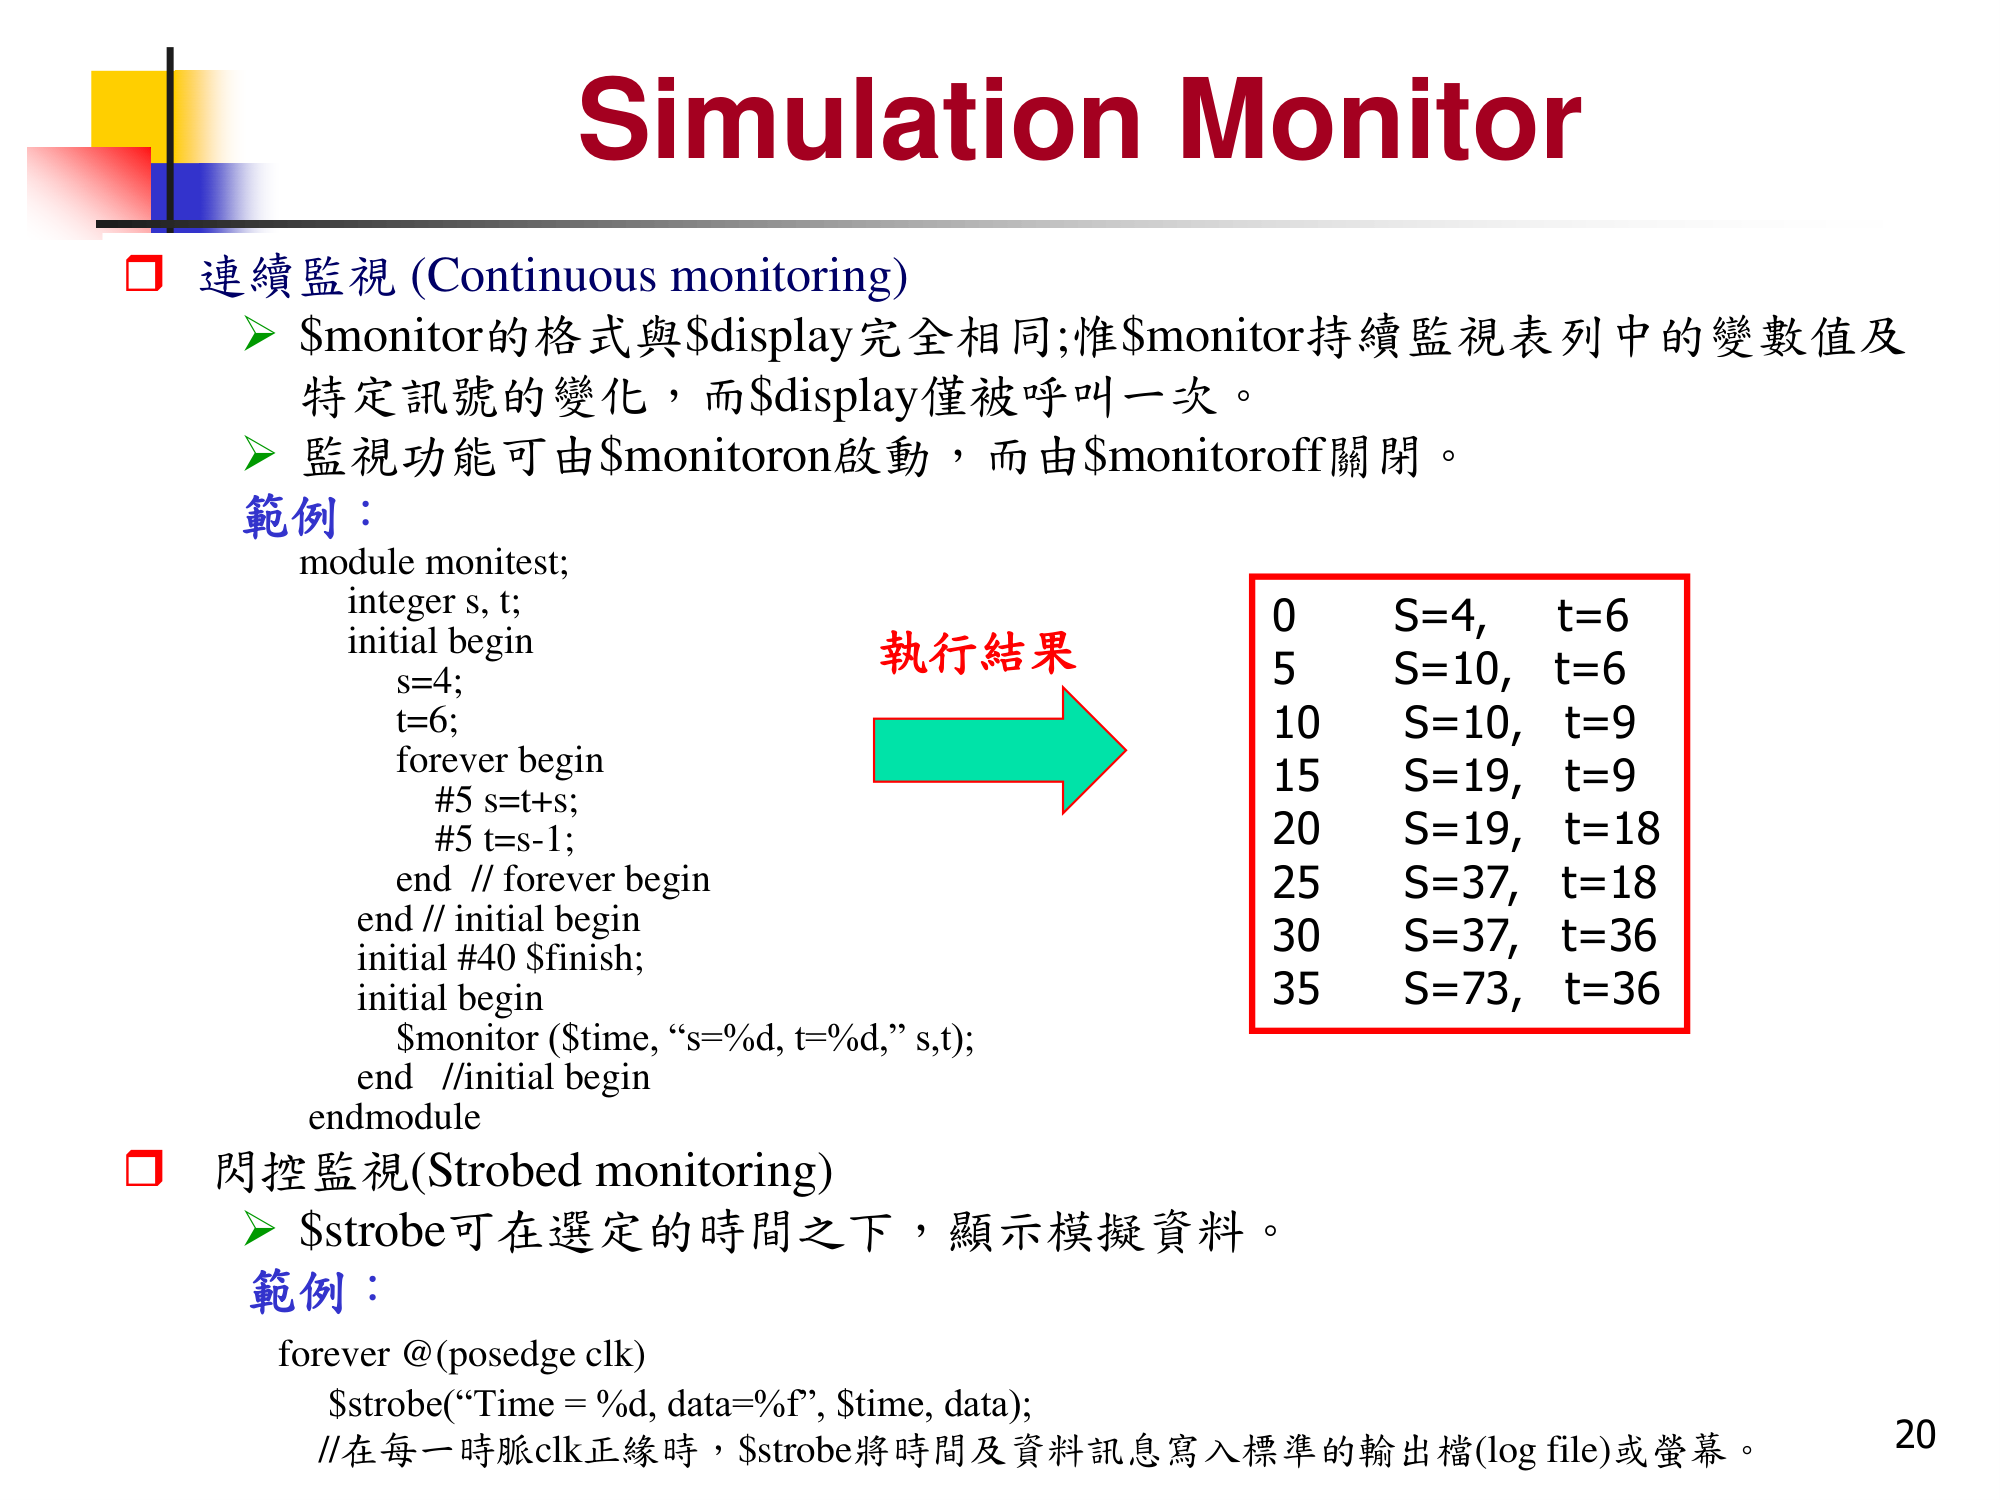 Simulation Monitor
連續監視 (Continuous monitoring)
$monitor的格式與$display完全相同;惟$monitor持續監視表列中的變數值及
特定訊號的變化，而$display僅被呼叫一次。
監視功能可由$monitoron啟動，而由$monitoroff關閉。
範例：
module monitest;
integer s, t;
initial begin
s=4;
t=6;
forever begin
#5 s=t+s;
#5 t=s-1;
end // forever begin
end // initial begin
initial #40 $finish;
initial begin
$monitor ($time, “s=%d, t=%d,” s,t);
end //initial begin
endmodule
執行結果
0 S=4, t=6
5 S=10, t=6
10 S=10, t=9
15 S=19, t=9
20 S=19, t=18
25 S=37, t=18
30 S=37, t=36
35 S=73, t=36
閃控監視(Strobed monitoring)
$strobe可在選定的時間之下，顯示模擬資料。
範例：
forever @(posedge clk)
$strobe(“Time = %d, data=%f”, $time, data);
//在每一時脈clk正緣時，$strobe將時間及資料訊息寫入標準的輸出檔(log file)或螢幕。
20